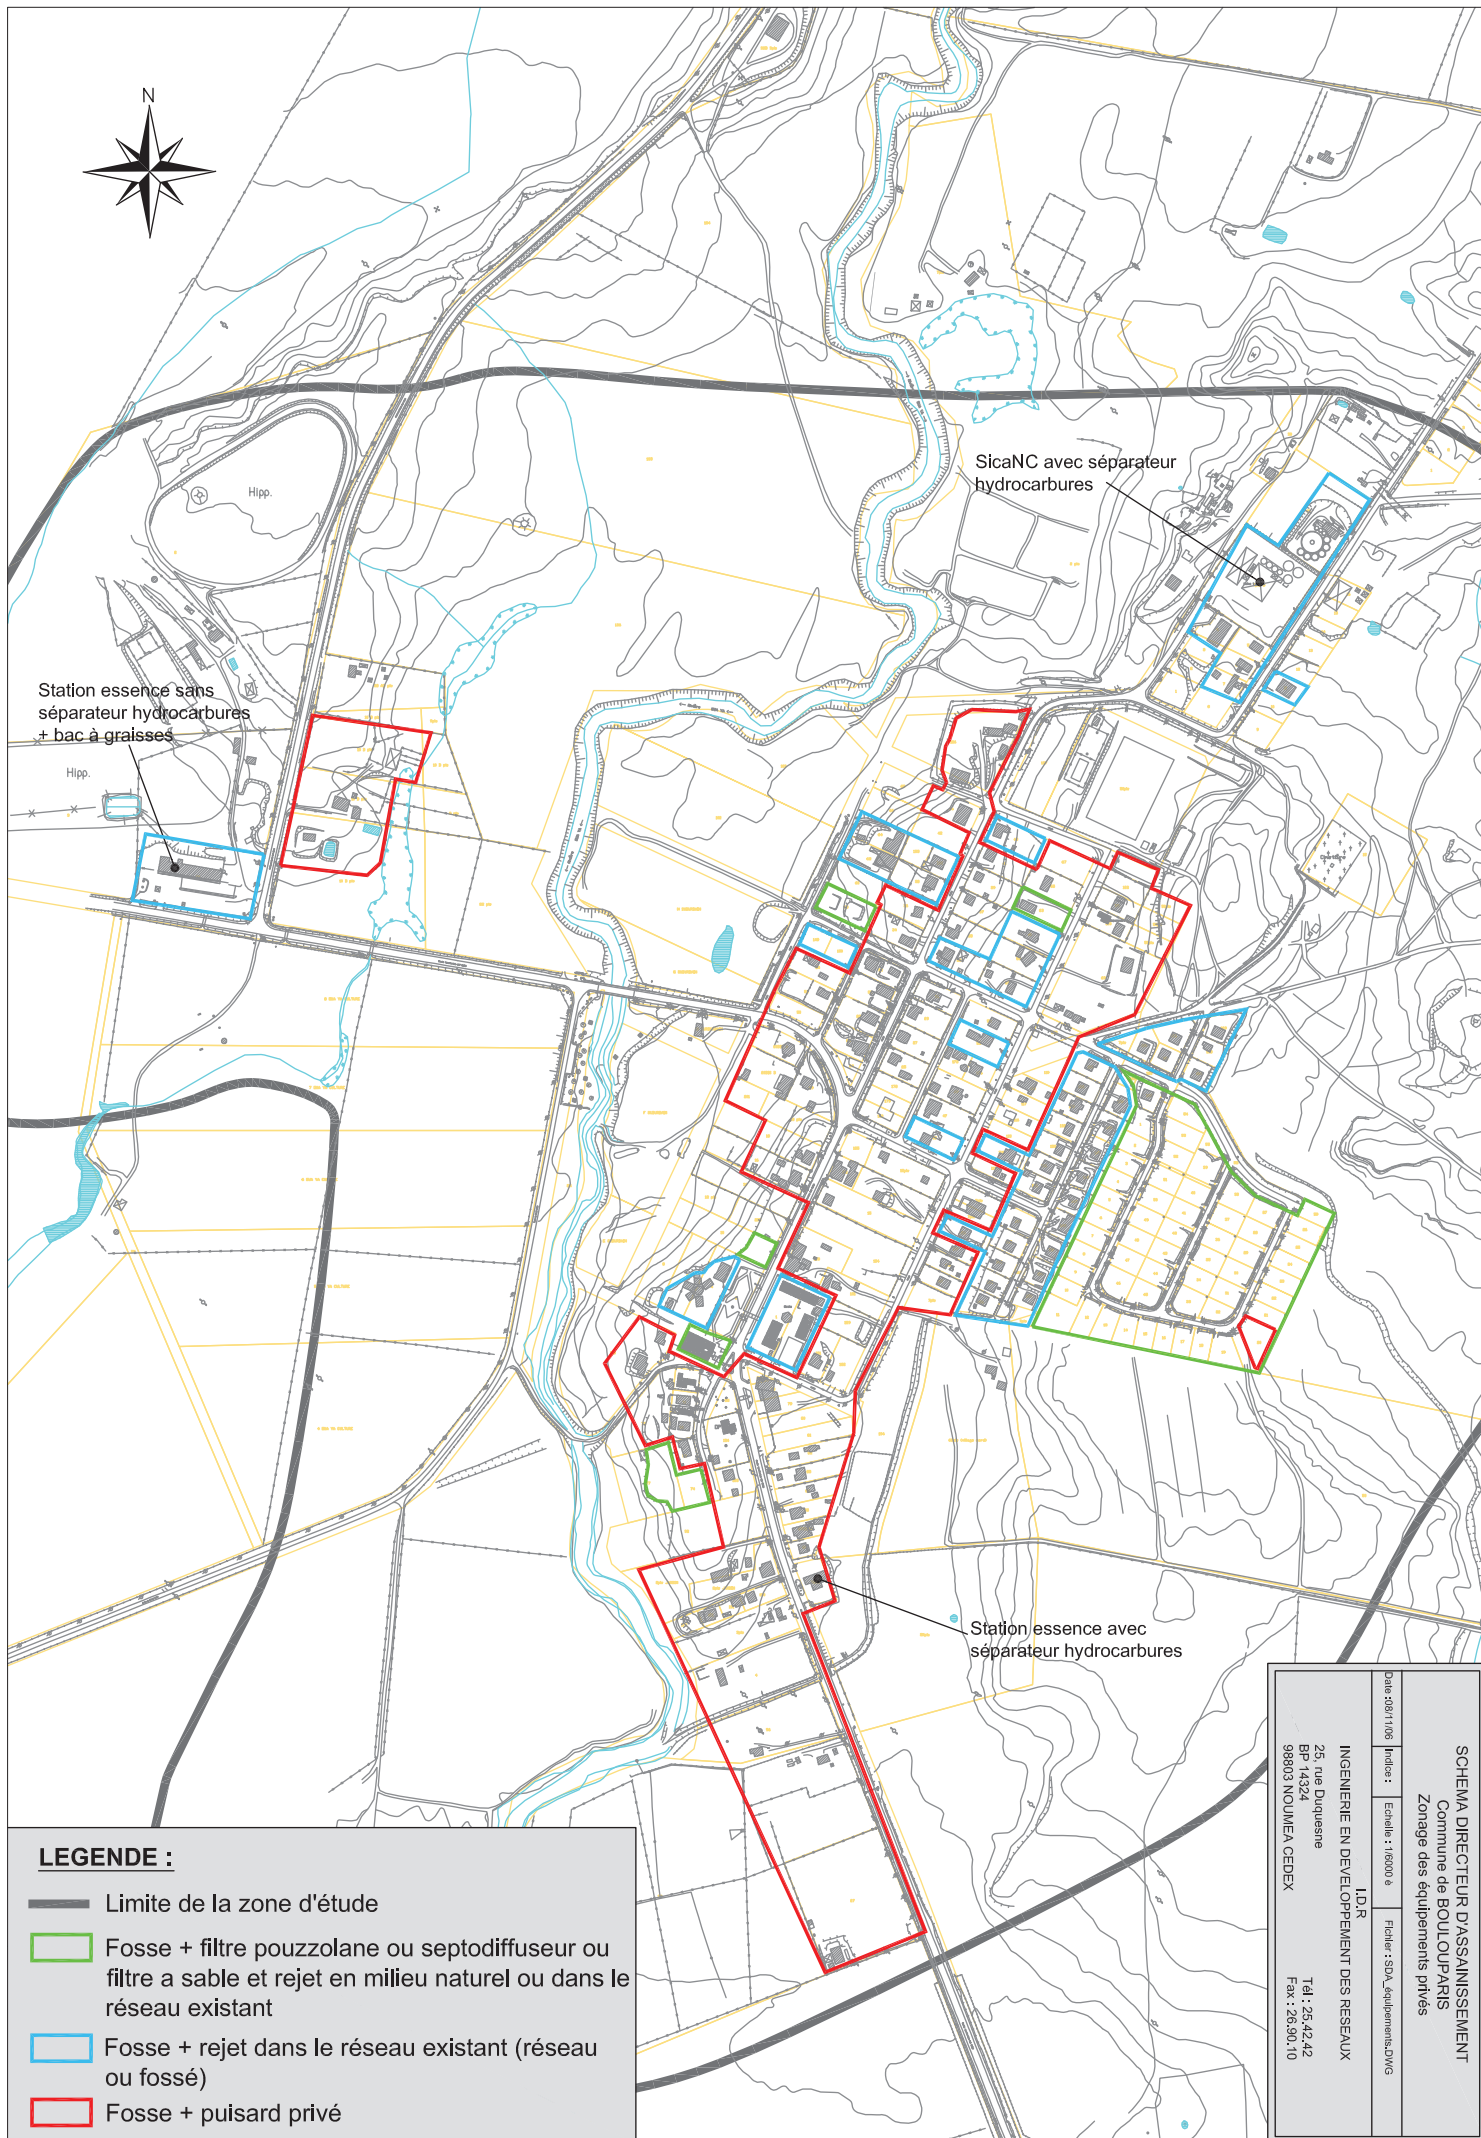 N
Hipp.
SicaNC avec séparateur
hydrocarbures
Station essence sans
séparateur hydrocarbures
+ bac à graisses
Hipp.
Station essence avec
séparateur hydrocarbures
LEGENDE :
Limite de la zone d'étude
Fosse + filtre pouzzolane ou septodiffuseur ou
filtre a sable et rejet en milieu naturel ou dans le
réseau existant
Fosse + rejet dans le réseau existant (réseau
ou fossé)
Fosse + puisard privé
SCHEMA DIRECTEUR D'ASSAINISSEMENT
Commune de BOULOUPARIS
Zonage des équipements privés
Date :08/11/06
Indice :
Echelle : 1/6000 è
Fichier : SDA_équipements.DWG
I.D.R
INGENIERIE EN DEVELOPPEMENT DES RESEAUX
25, rue Duquesne
BP 14324
98803 NOUMEA CEDEX
Tél : 25.42.42
Fax : 26.90.10